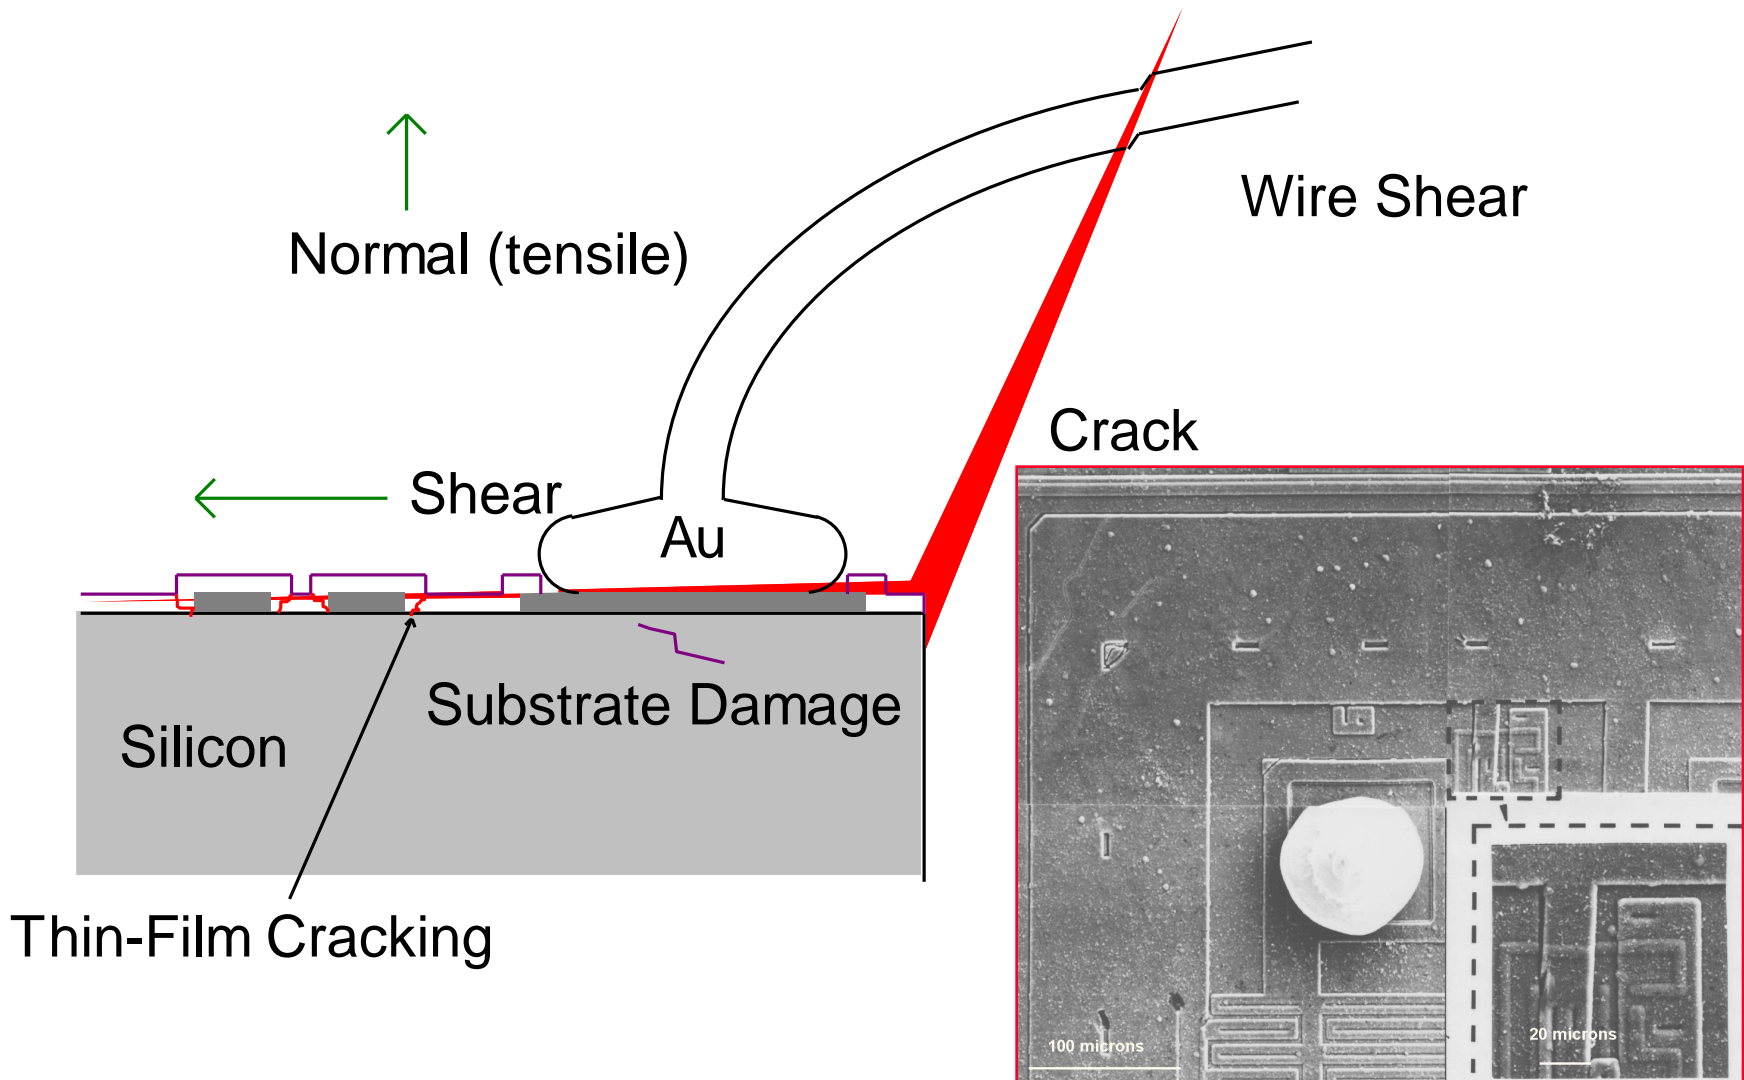 Wire Shear
Normal (tensile)
Crack
Shear
Au
Substrate Damage
Silicon
Thin-Film Cracking
100 microns
20 microns